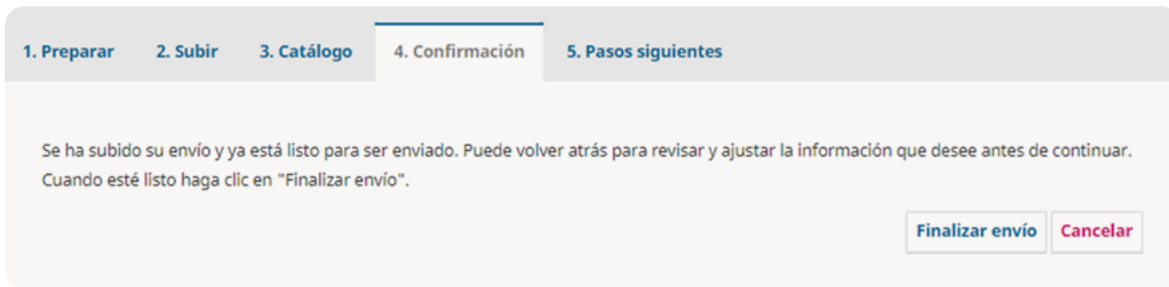 1. Preparar 2. Subir 3. Catálogo 4. Confirmación 5. Pasos siguientes
Se ha subido su envío y ya está listo para ser enviado. Puede volver atrás para revisar y ajustar la información que desee antes de continuar.
Cuando esté listo haga clic en "Finalizar envío".
Finalizar envío Cancelar